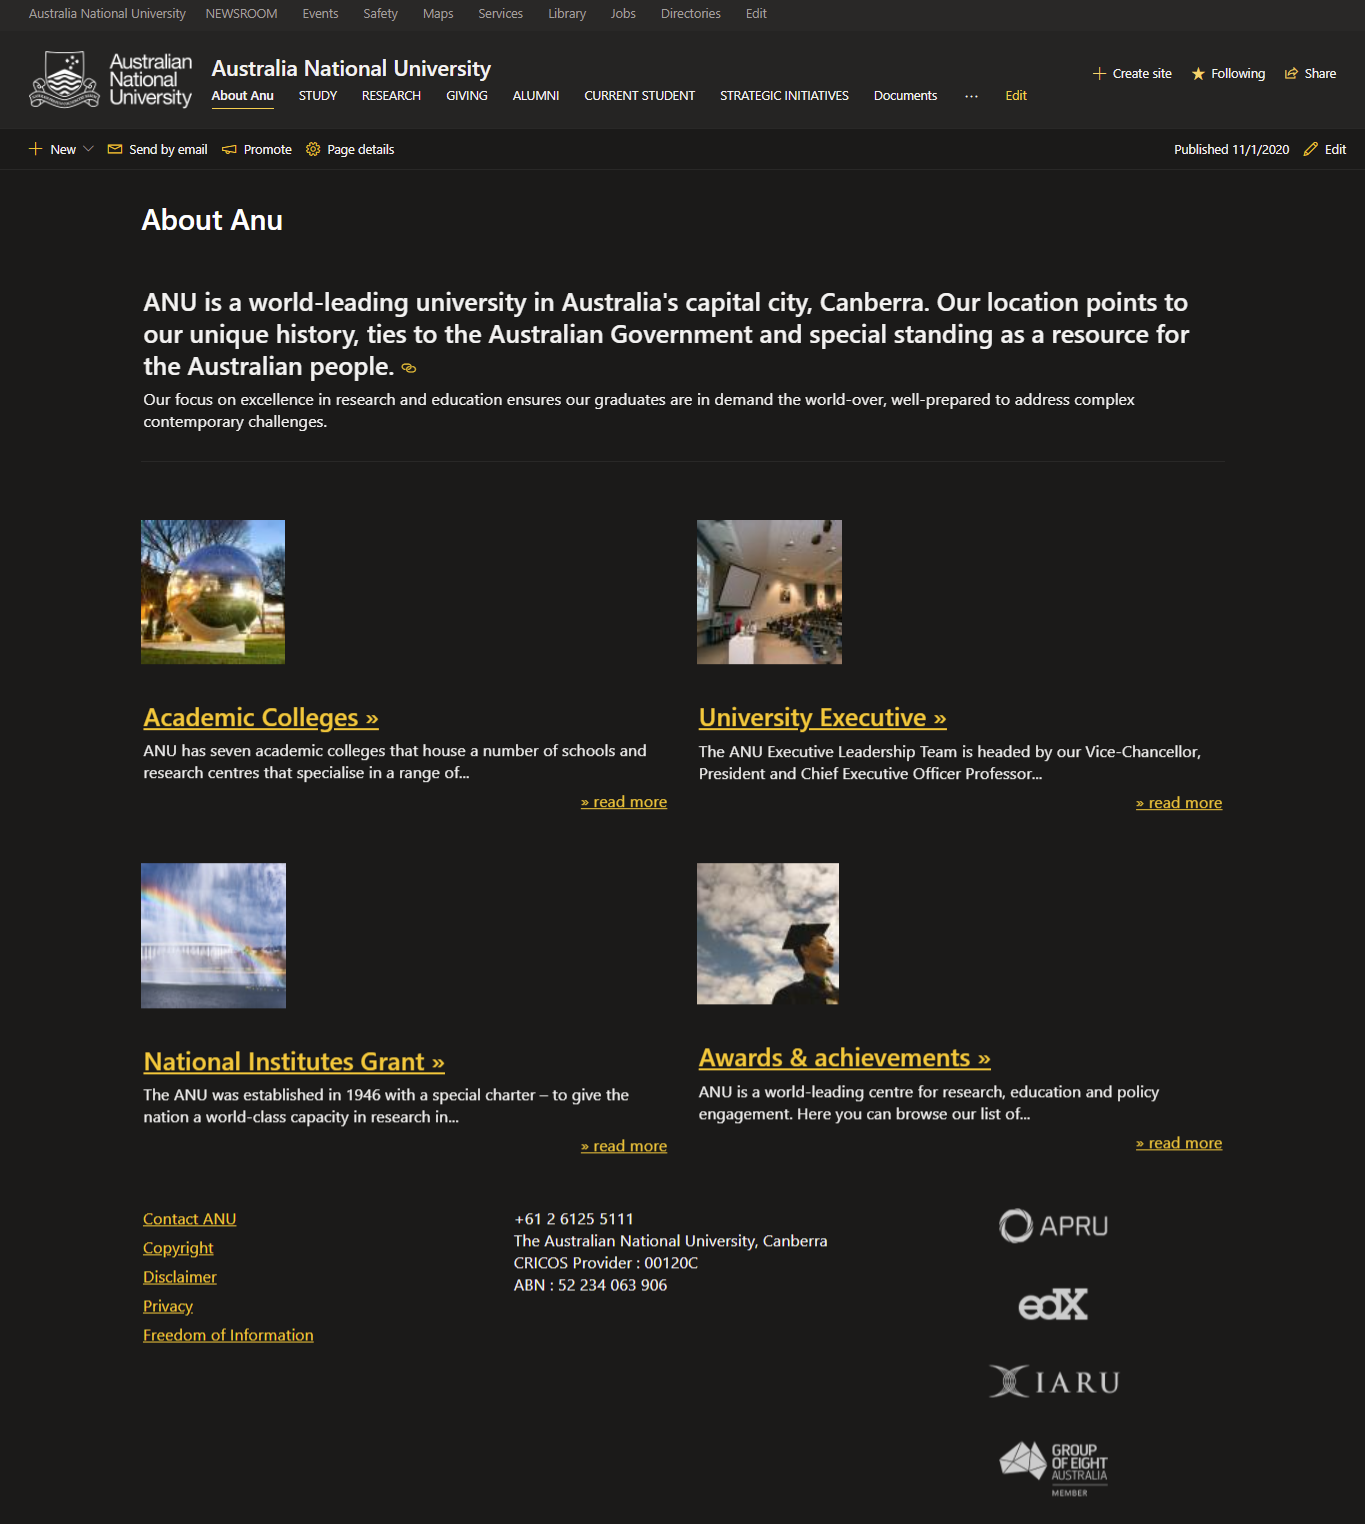 Australia National University NEWSROOM Events Safety Maps Services Library Jobs Directories Edit
Australian
National
University
Australia National University
About Anu STUDY RESEARCH GIVING ALUMNI CURRENT STUDENT STRATEGIC INITIATIVES Documents ... Edit
Create site Following Share
New Send by email Promote Page details
Published 11/1/2020 Edit
About Anu
ANU is a world-leading university in Australia's capital city, Canberra. Our location points to
our unique history, ties to the Australian Government and special standing as a resource for
the Australian people.
Our focus on excellence in research and education ensures our graduates are in demand the world-over, well-prepared to address complex
contemporary challenges.
Academic Colleges »
ANU has seven academic colleges that house a number of schools and
research centres that specialise in a range of...
» read more
University Executive »
The ANU Executive Leadership Team is headed by our Vice-Chancellor,
President and Chief Executive Officer Professor...
» read more
National Institutes Grant »
The ANU was established in 1946 with a special charter – to give the
nation a world-class capacity in research in...
» read more
Awards & achievements »
ANU is a world-leading centre for research, education and policy
engagement. Here you can browse our list of...
» read more
Contact ANU
Copyright
Disclaimer
Privacy
Freedom of Information
+61 2 6125 5111
The Australian National University, Canberra
CRICOS Provider : 00120C
ABN : 52 234 063 906
APRU
edX
IARU
GROUP
OF EIGHT
AUSTRALIA
MEMBER